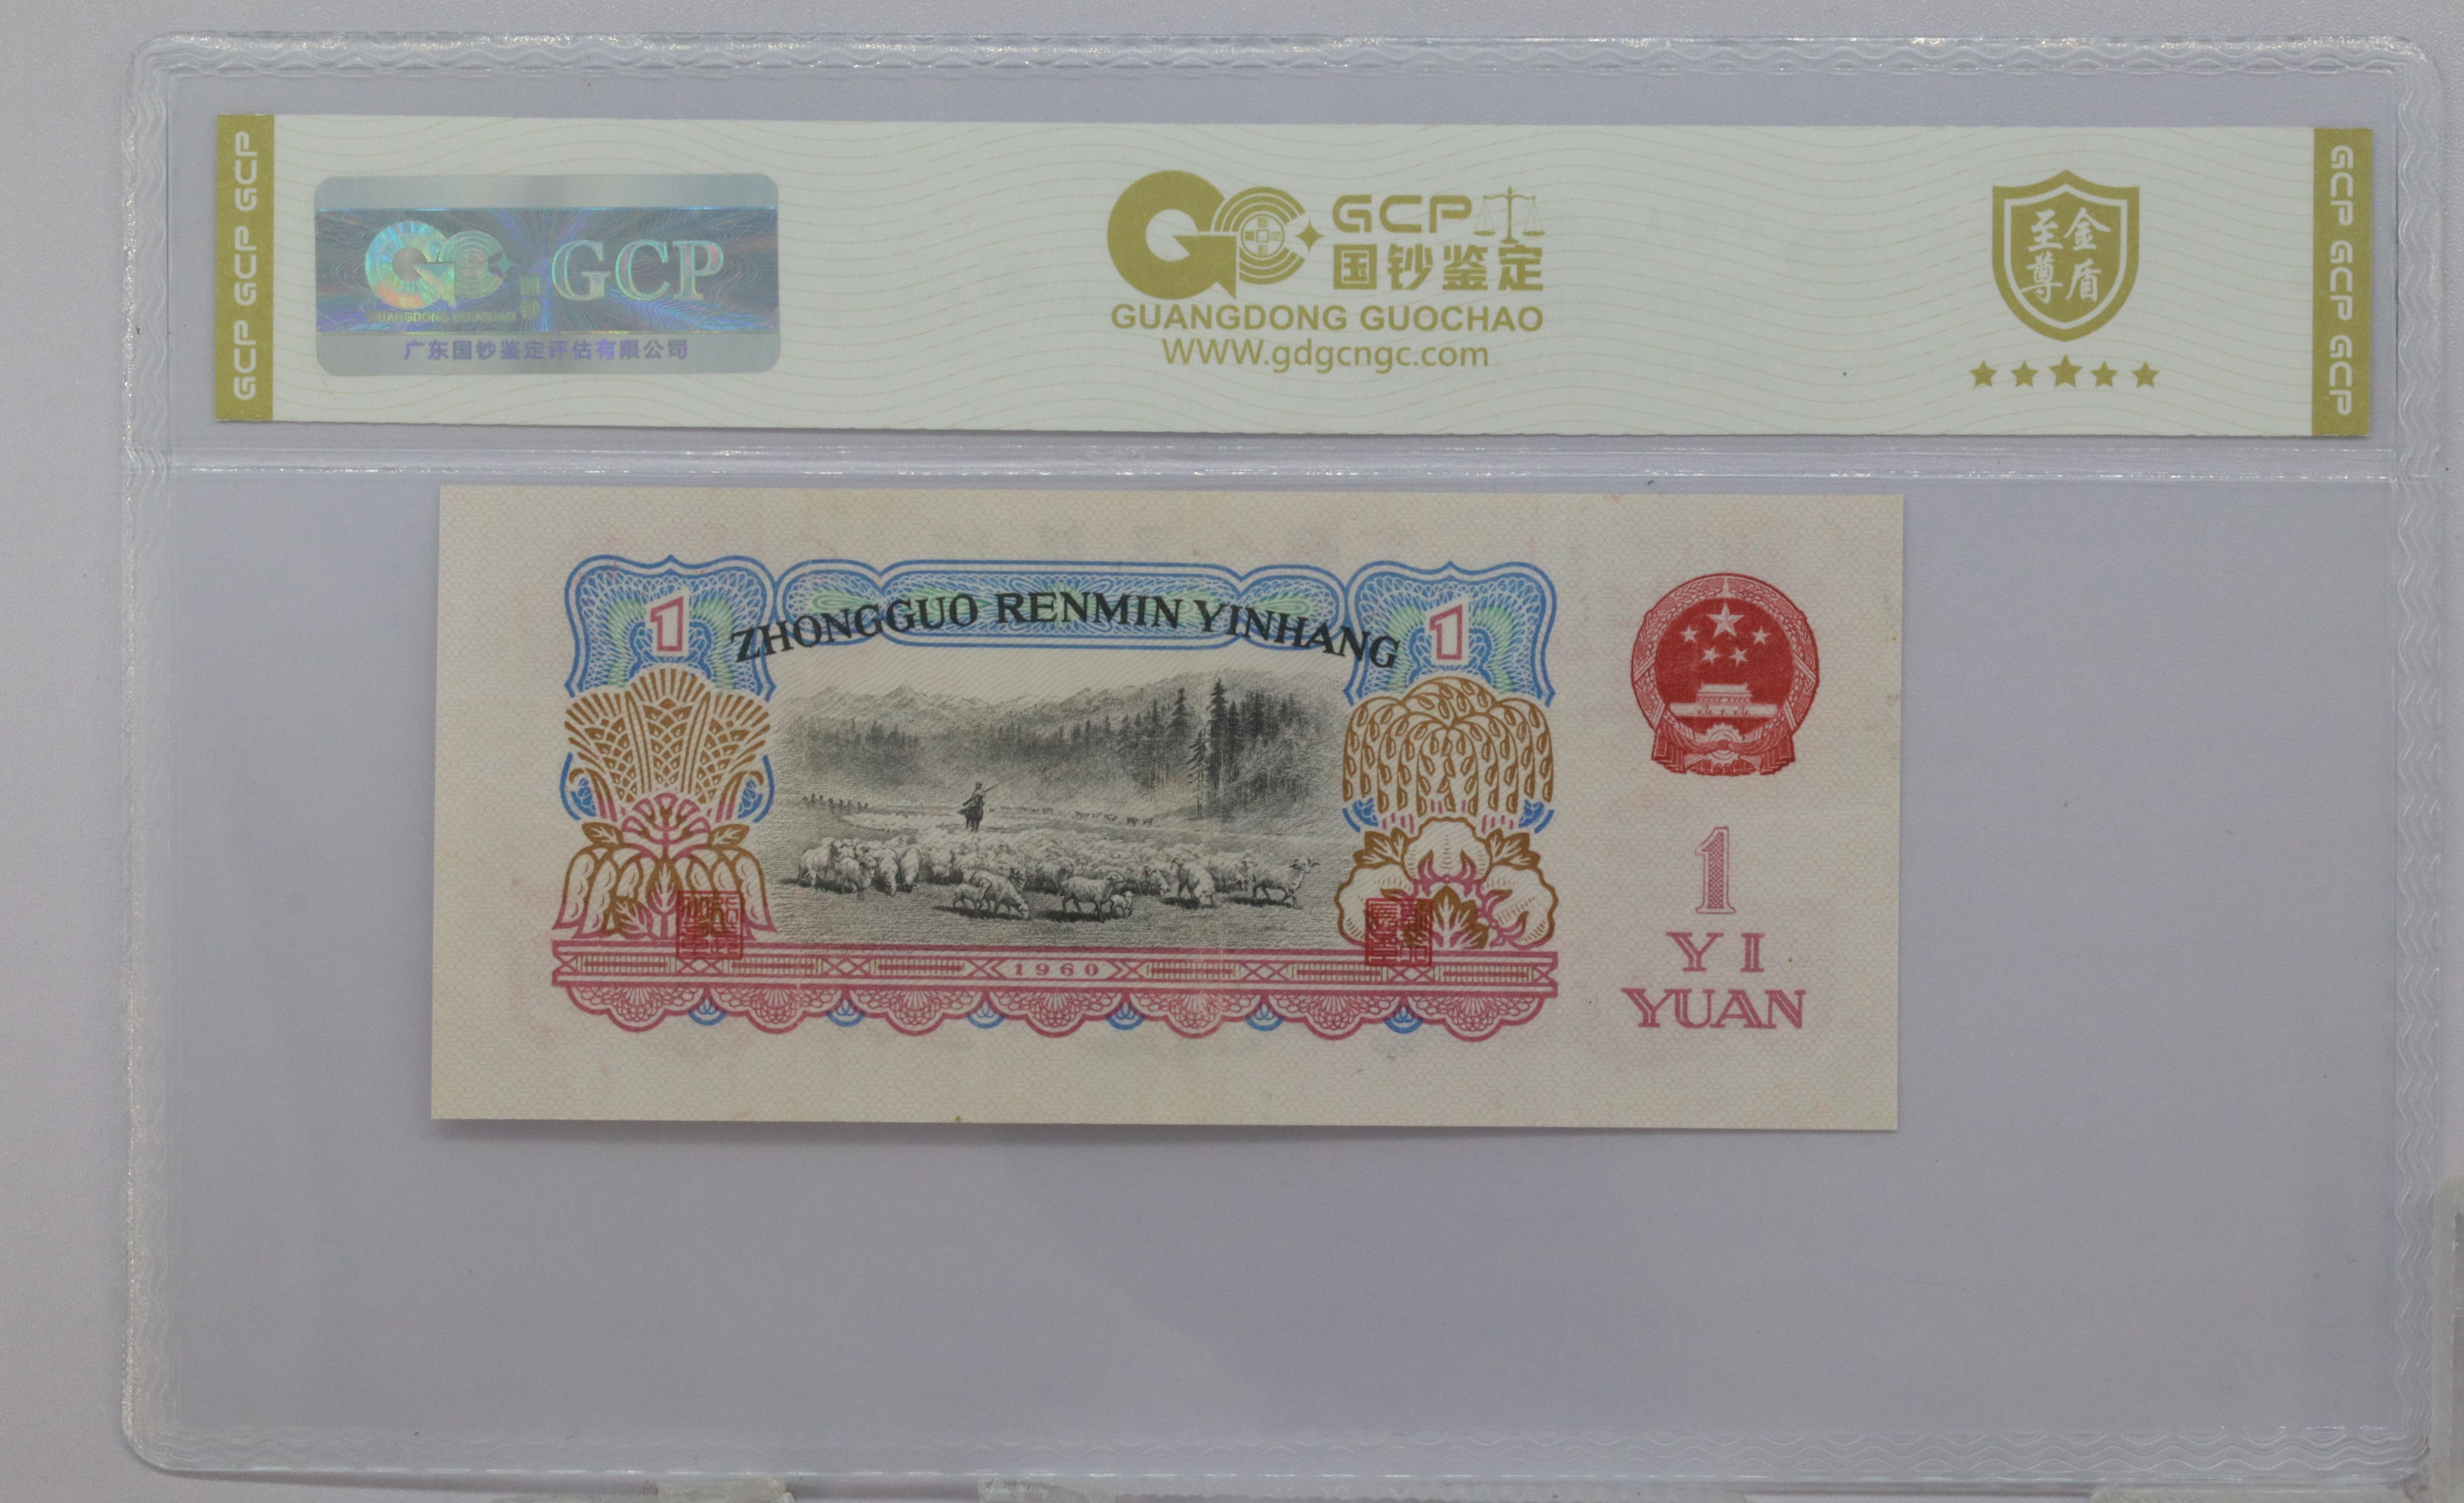 GCP GCP GCP
GCP
GUANGDONG GUOCHAO
广东国钞鉴定评估有限公司
GCP
国钞鉴定
GUANGDONG GUOCHAO
WWW.gdgcngc.com
至金
尊盾
GCP GCP GCP
ZHONGGUO RENMIN YINHANG
1
1
1960
1
YI
YUAN